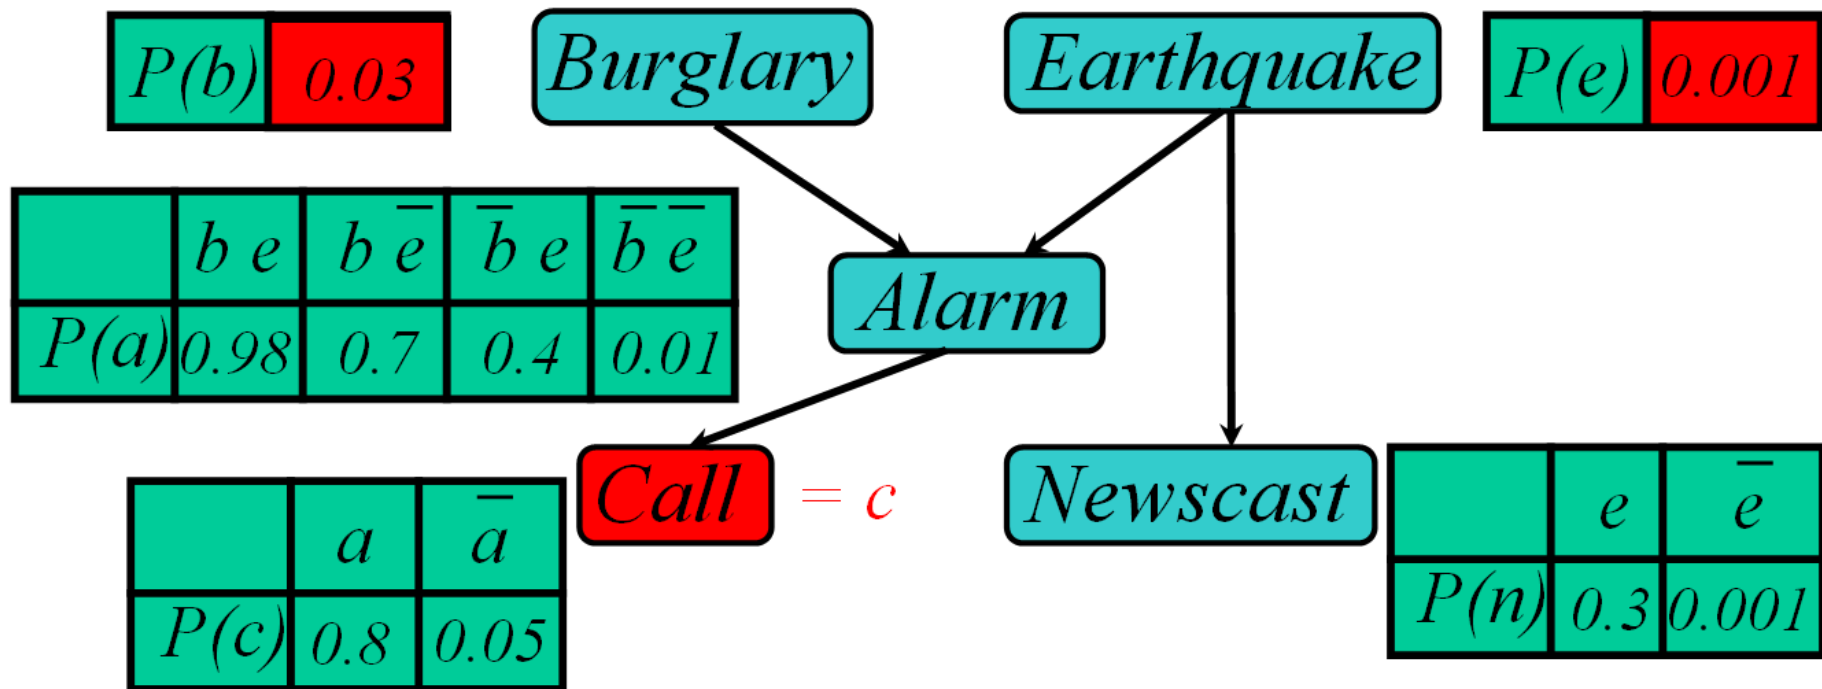 P(b) 0.03
Burglary
Earthquake
P(e) 0.001
b e b e̅ b̅ e b̅ e̅
P(a) 0.98 0.7 0.4 0.01
Alarm
Call = c
Newscast
a a̅
P(c) 0.8 0.05
e e̅
P(n) 0.3 0.001